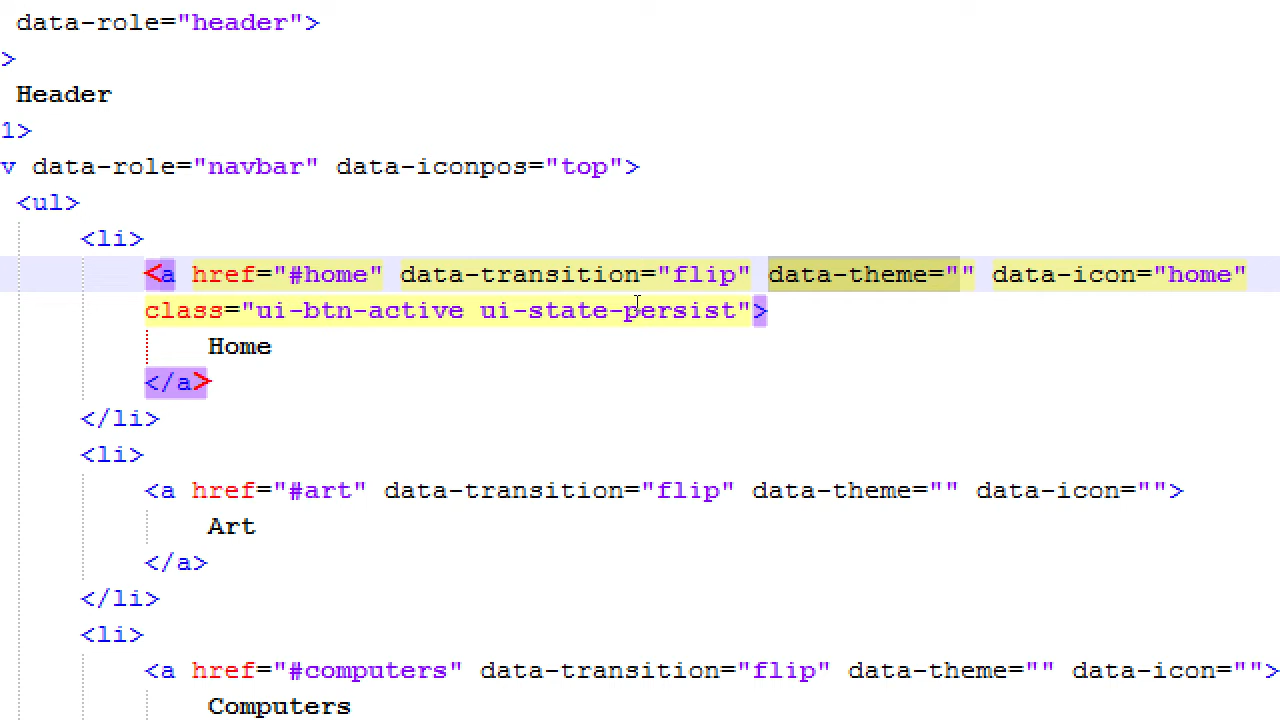 data-role="header">
>
Header
1>
v data-role="navbar" data-iconpos="top">
<ul>
<li>
<a href="#home" data-transition="flip" data-theme="" data-icon="home"
class="ui-btn-active ui-state-persist">
Home
</a>
</li>
<li>
<a href="#art" data-transition="flip" data-theme="" data-icon="">
Art
</a>
</li>
<li>
<a href="#computers" data-transition="flip" data-theme="" data-icon="">
Computers